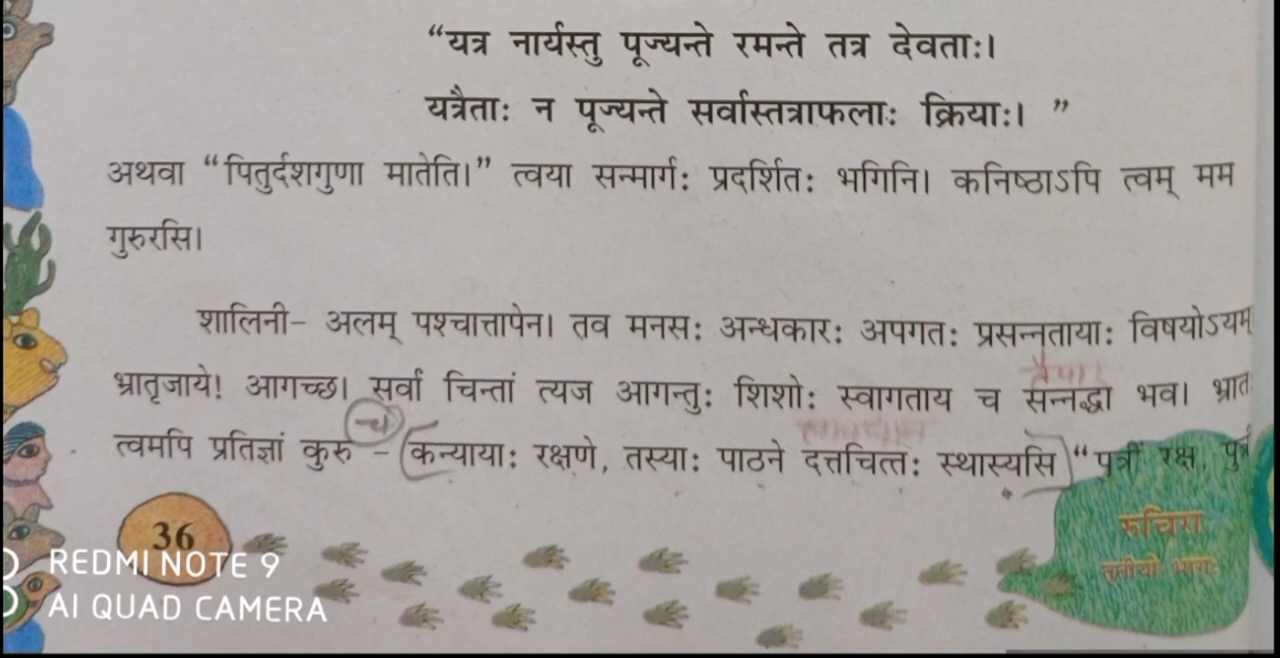 “यत्र नार्यस्तु पूज्यन्ते रमन्ते तत्र देवताः।
यत्रैताः न पूज्यन्ते सर्वास्तत्राफलाः क्रियाः। ”
अथवा “पितुर्दशगुणा मातेति।” त्वया सन्मार्गः प्रदर्शितः भगिनि। कनिष्ठाऽपि त्वम् मम
गुरुरसि।
शालिनी– अलम् पश्चात्तापेन। तव मनसः अन्धकारः अपगतः प्रसन्नतायाः विषयोऽयम्
भ्रातृजाये! आगच्छ। सर्वां चिन्तां त्यज आगन्तुः शिशोः स्वागताय च सन्नद्धा भव। भ्रात
त्वमपि प्रतिज्ञां कुरु – कन्यायाः रक्षणे, तस्याः पाठने दत्तचित्तः स्थास्यसि “पुत्रीं रक्ष,
च
36
रुचिरा
तृतीयो भागः
REDMI NOTE 9
AI QUAD CAMERA